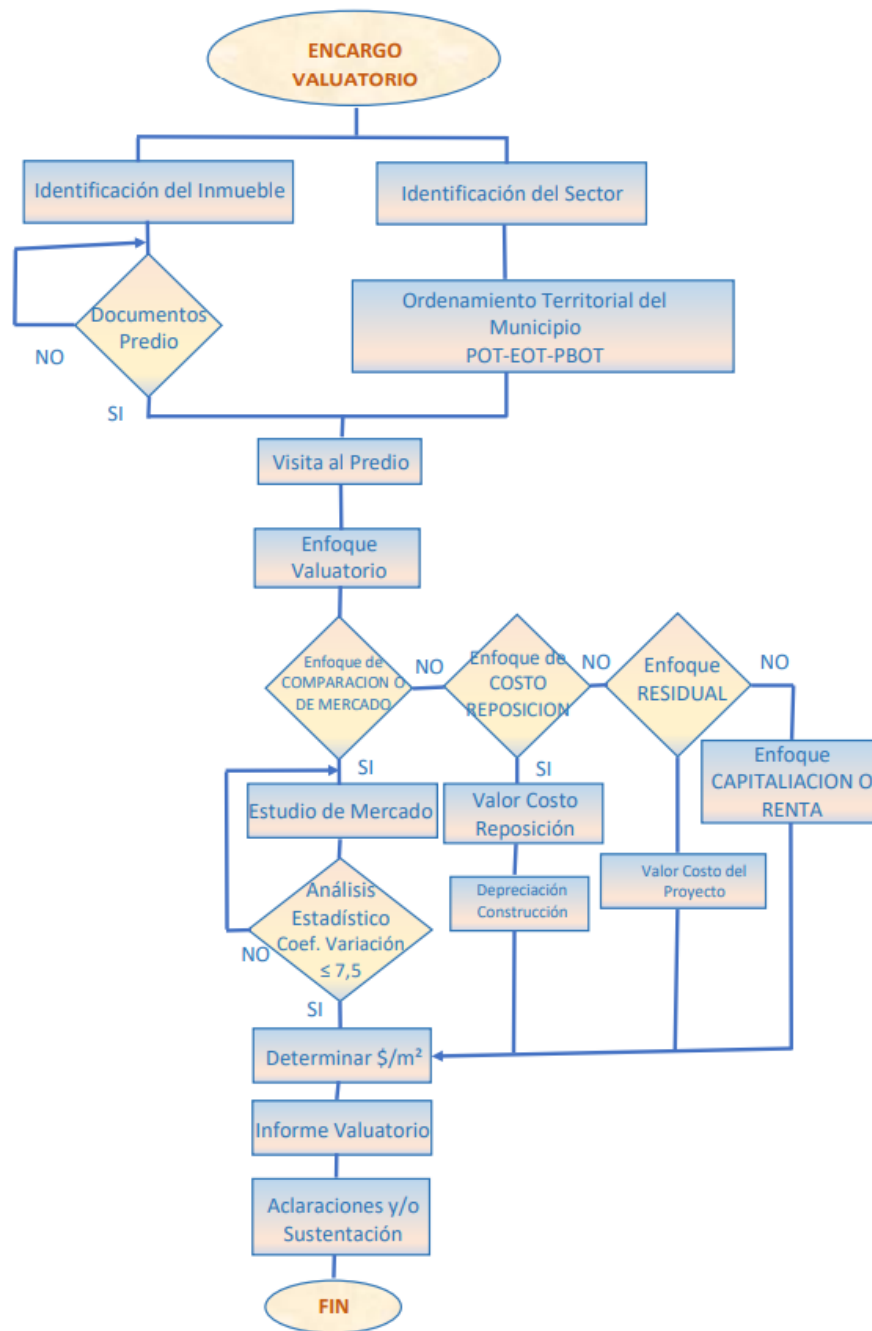 ENCARGO
VALUATORIO
Identificación del Inmueble
Identificación del Sector
Documentos
Predio
NO
SI
Ordenamiento Territorial del
Municipio
POT-EOT-PBOT
Visita al Predio
Enfoque
Valuatorio
Enfoque de
COMPARACION O
DE MERCADO
NO
Enfoque de
COSTO
REPOSICION
NO
Enfoque
RESIDUAL
NO
Enfoque
CAPITALIACION O
RENTA
SI
Estudio de Mercado
SI
Valor Costo
Reposición
Depreciación
Construcción
Valor Costo del
Proyecto
Análisis
Estadístico
Coef. Variación
≤ 7,5
NO
SI
Determinar $/m²
Informe Valuatorio
Aclaraciones y/o
Sustentación
FIN